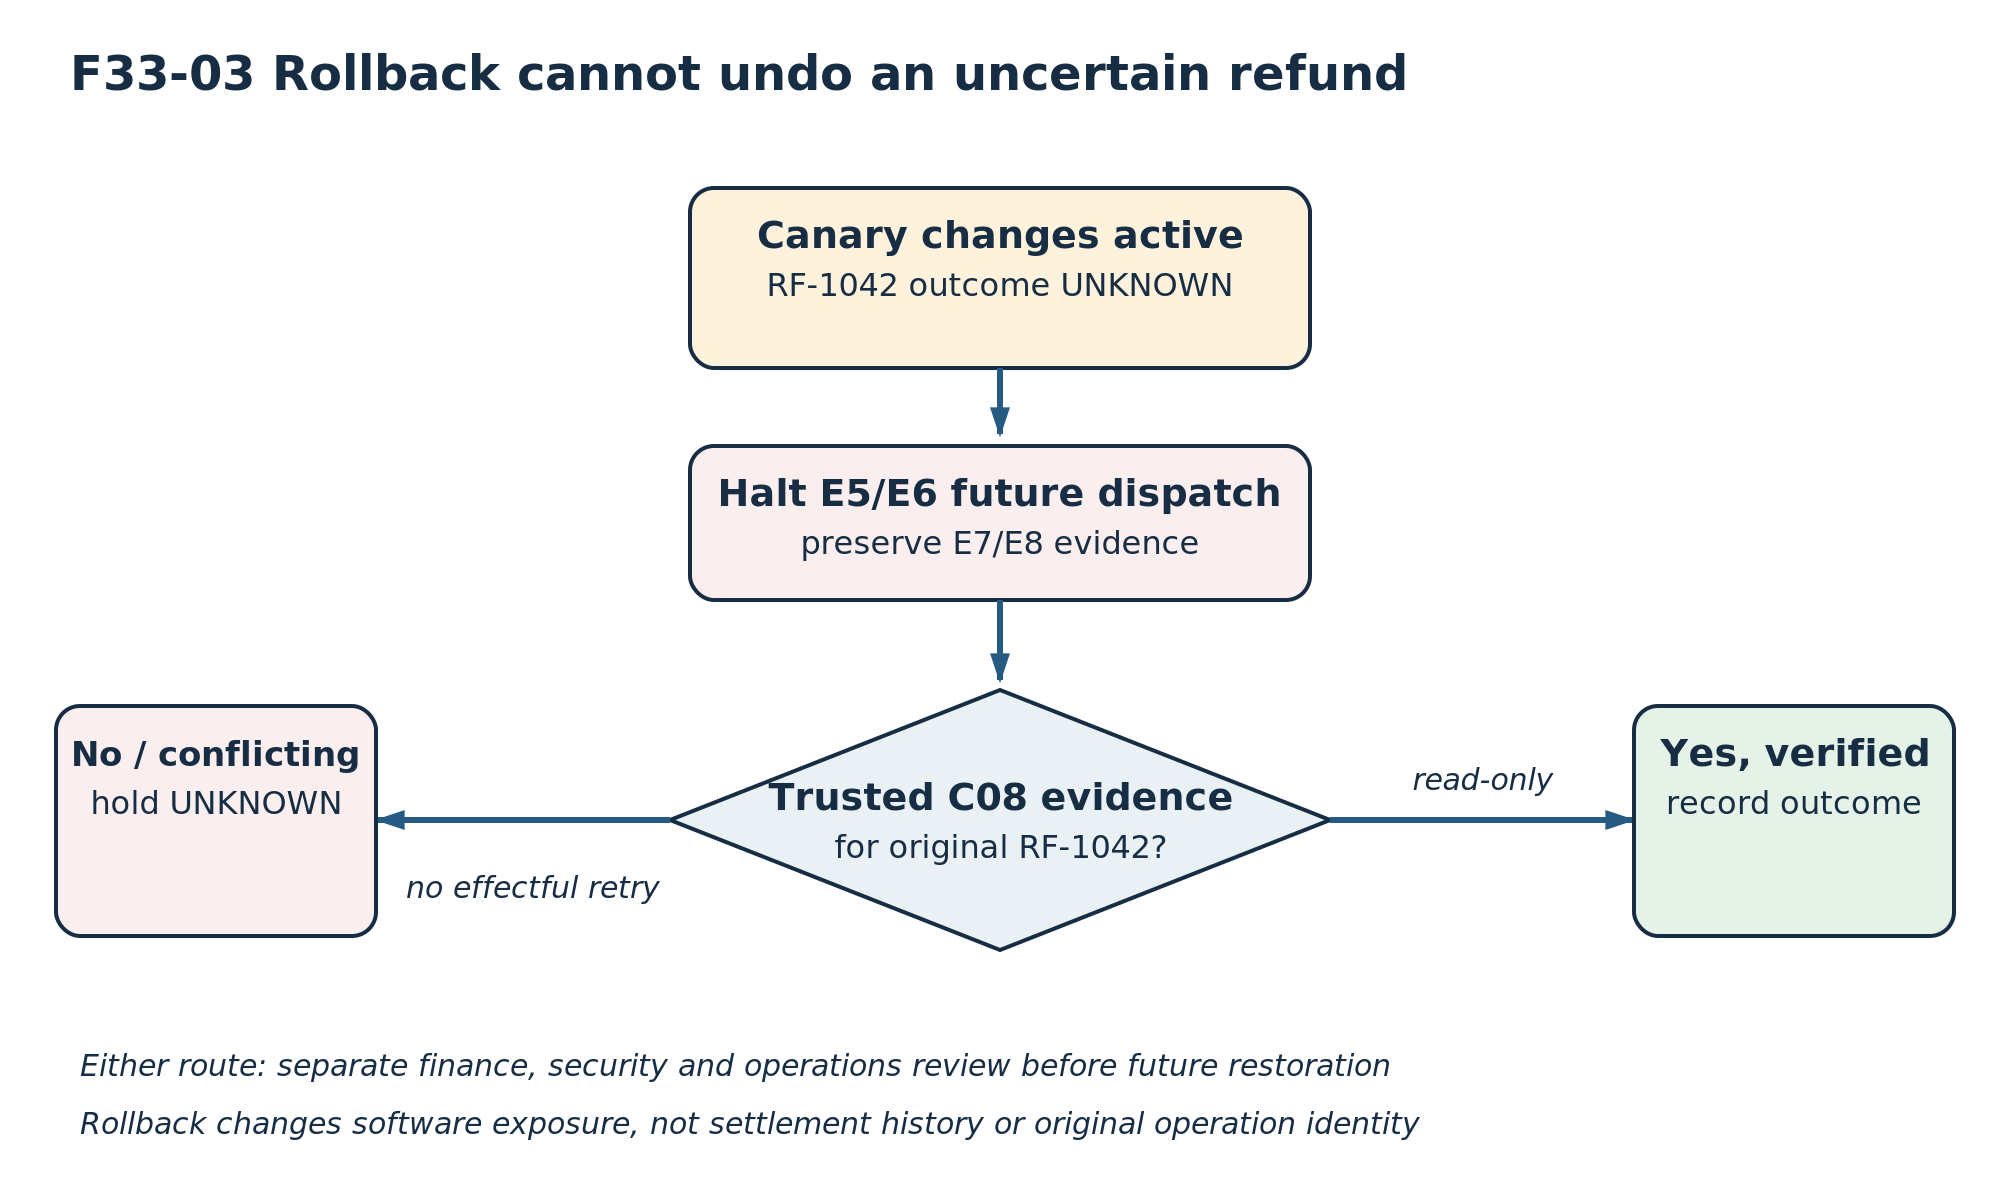 F33-03 Rollback cannot undo an uncertain refund
Canary changes active
RF-1042 outcome UNKNOWN
Halt E5/E6 future dispatch
preserve E7/E8 evidence
No / conflicting
hold UNKNOWN
no effectful retry
Trusted C08 evidence
for original RF-1042?
read-only
Yes, verified
record outcome
Either route: separate finance, security and operations review before future restoration
Rollback changes software exposure, not settlement history or original operation identity